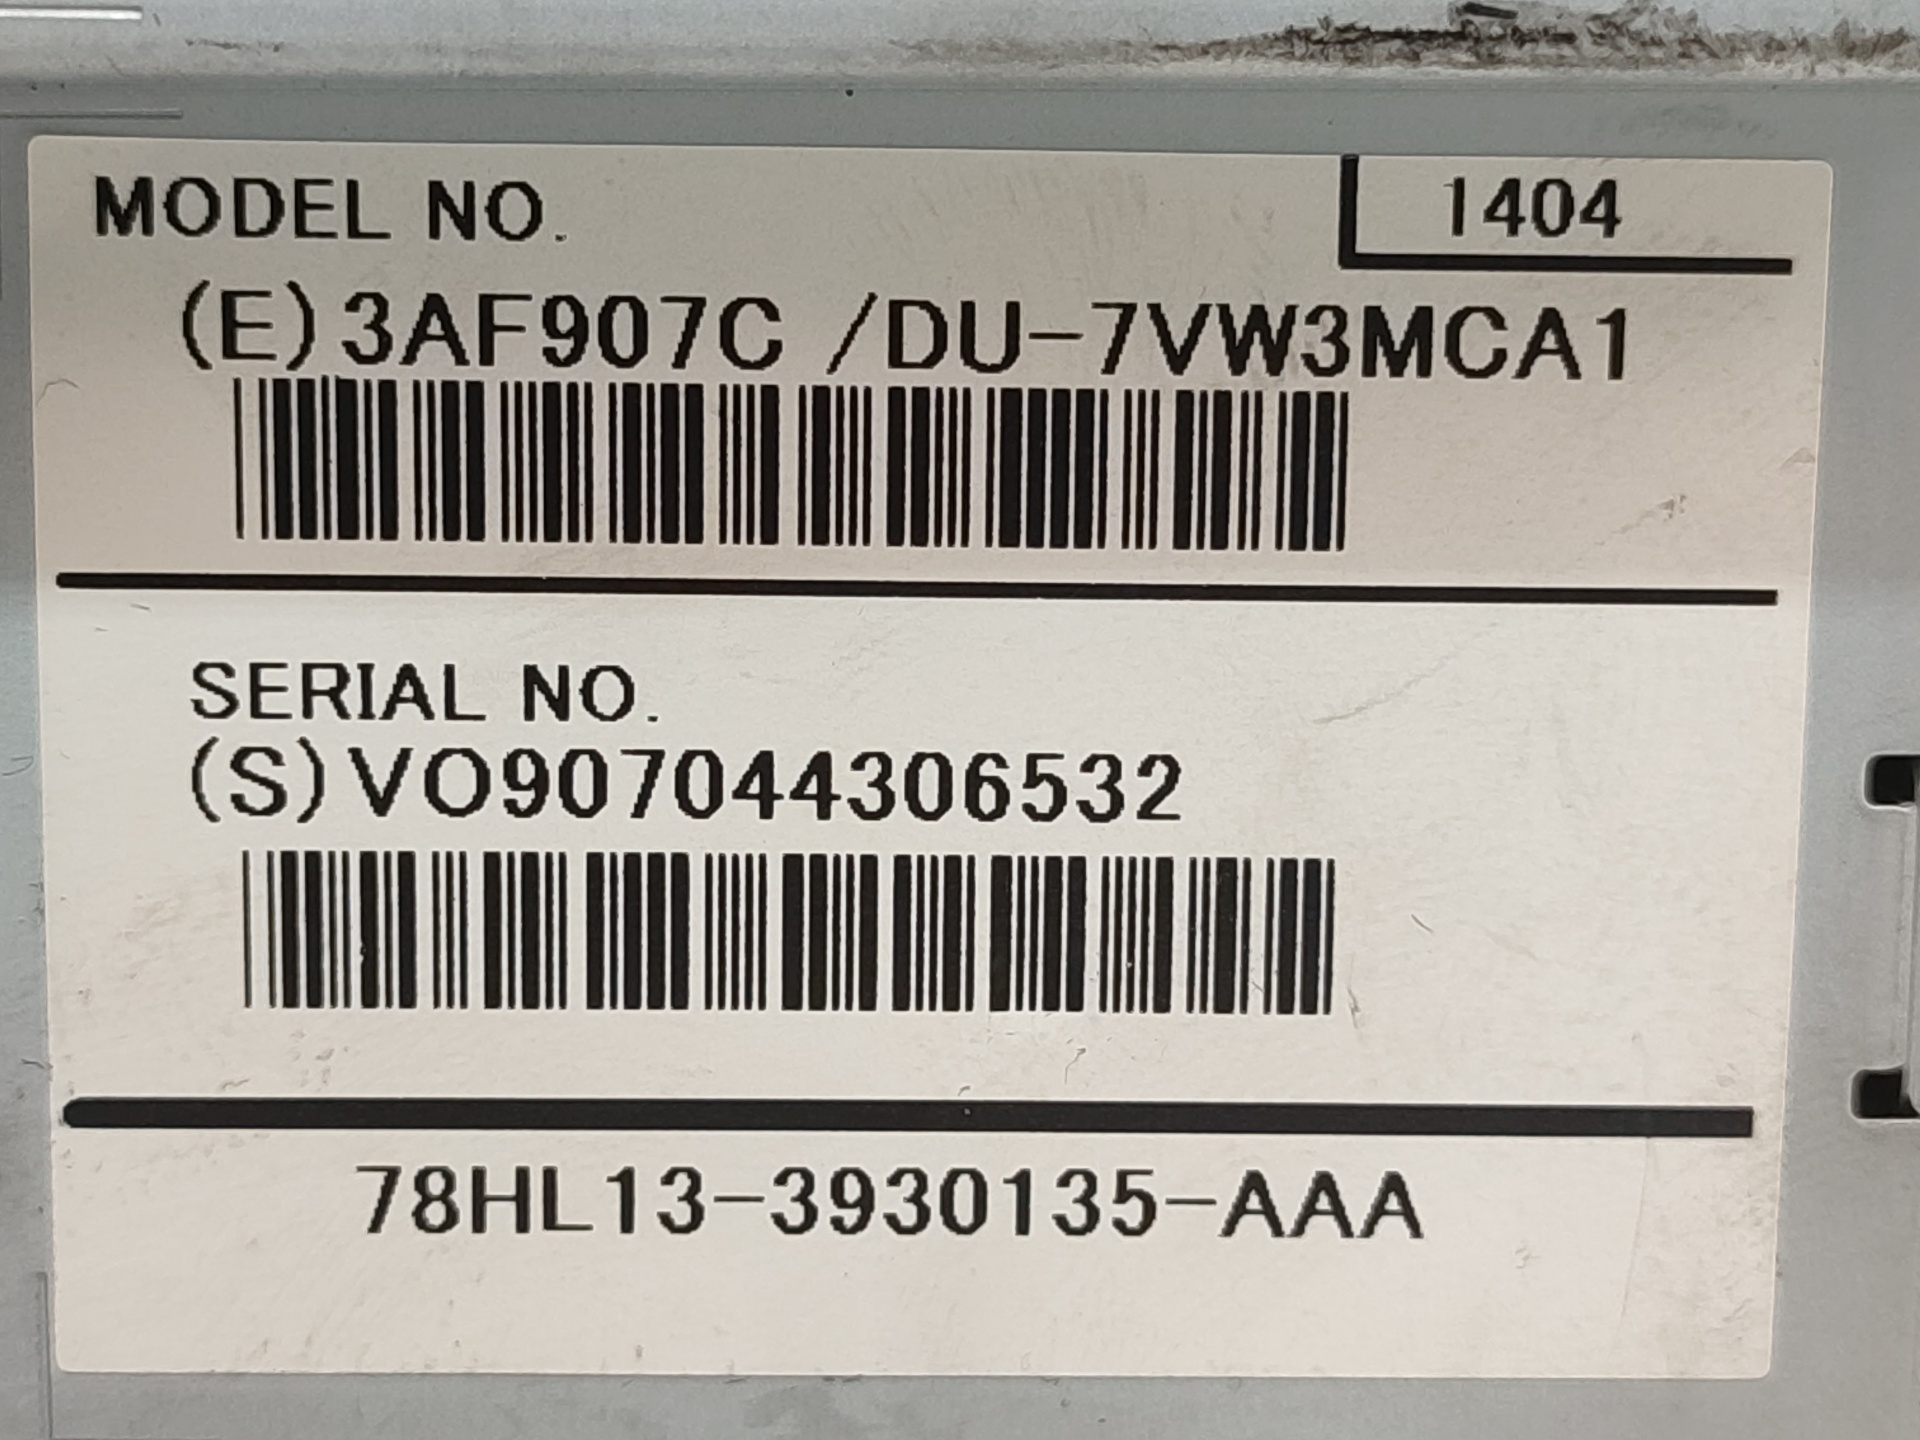 MODEL NO.
1404
(E)3AF907C /DU-7VW3MCA1
SERIAL NO.
(S)VO907044306532
78HL13-3930135-AAA